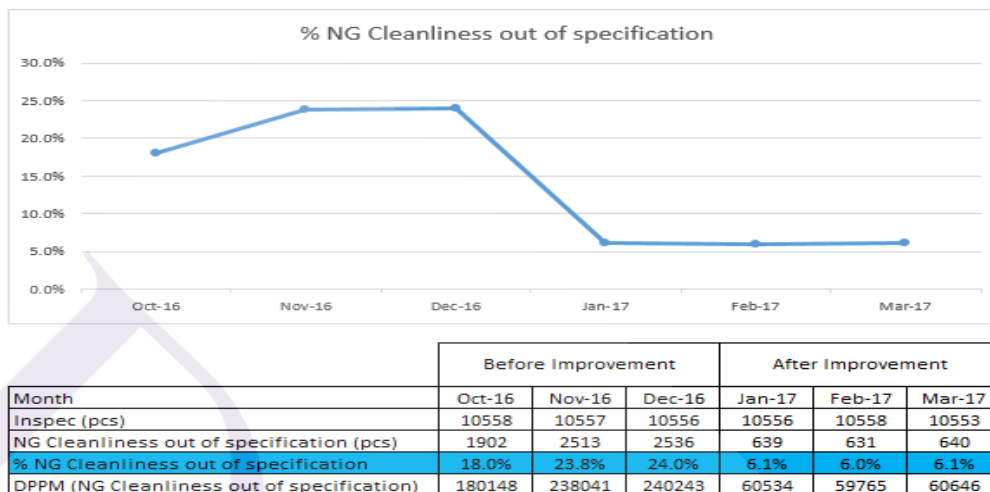 % NG Cleanliness out of specification
30.0%
25.0%
20.0%
15.0%
10.0%
5.0%
0.0%
Oct-16 Nov-16 Dec-16 Jan-17 Feb-17 Mar-17
Before Improvement After Improvement
Month Oct-16 Nov-16 Dec-16 Jan-17 Feb-17 Mar-17
Inspec (pcs) 10558 10557 10556 10556 10558 10553
NG Cleanliness out of specification (pcs) 1902 2513 2536 639 631 640
% NG Cleanliness out of specification 18.0% 23.8% 24.0% 6.1% 6.0% 6.1%
DPPM (NG Cleanliness out of specification) 180148 238041 240243 60534 59765 60646